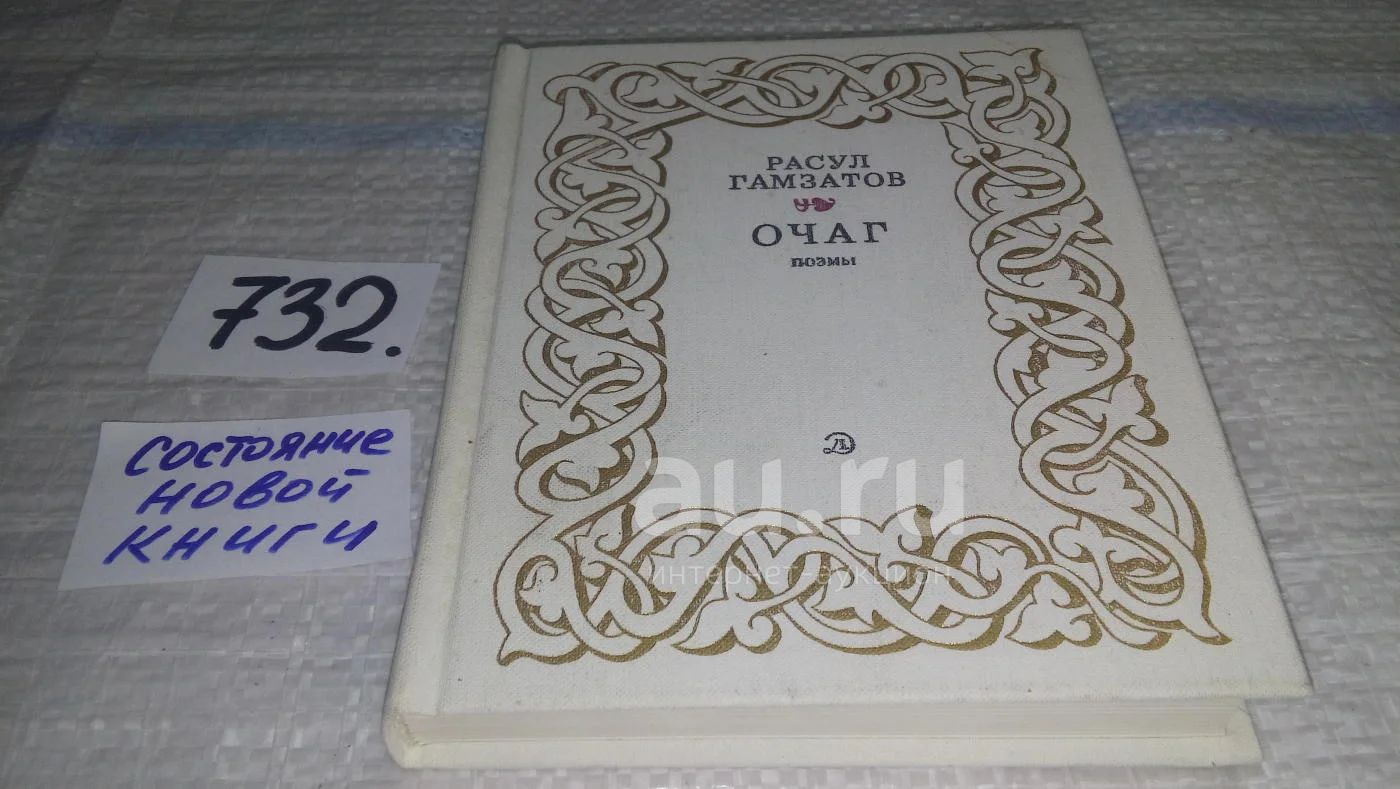 РАСУЛ
ГАМЗАТОВ
ОЧАГ
поэмы
732.
состояние
новой
книги
au.ru
интернет-аукцион